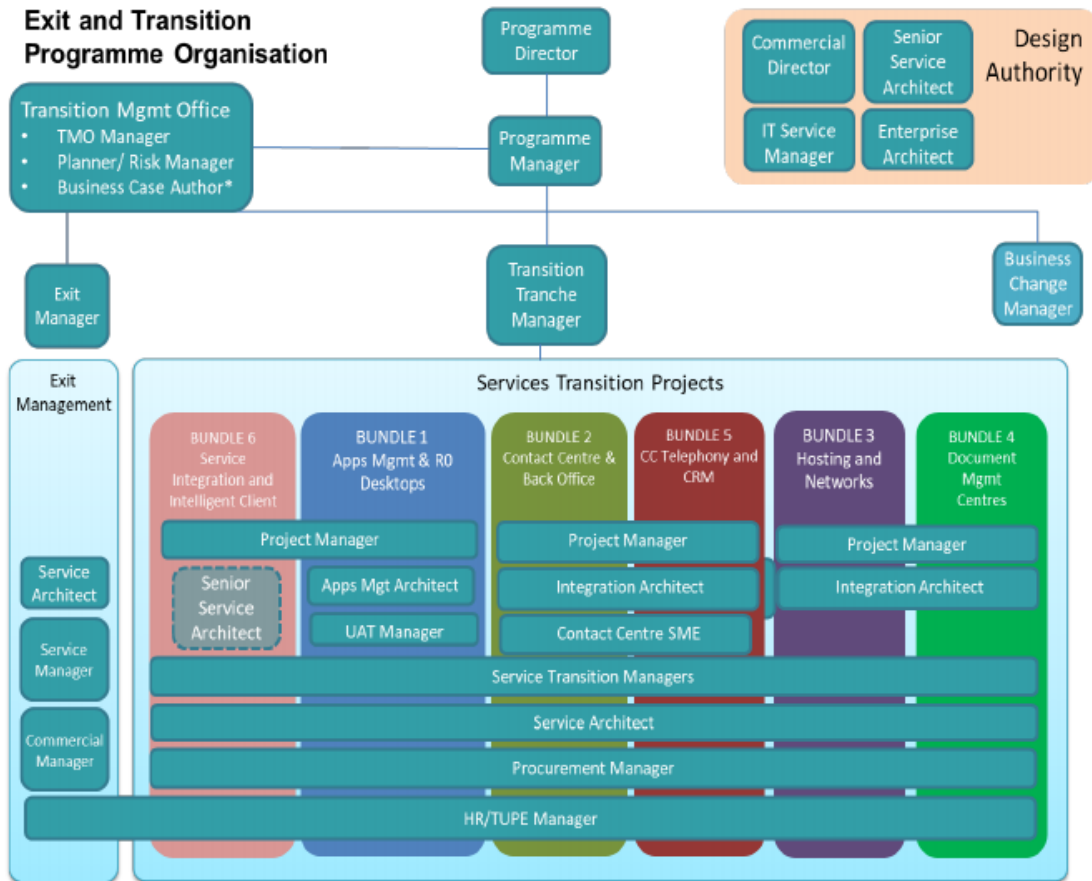 Exit and Transition
Programme Organisation
Programme
Director
Design
Authority
Commercial
Director
Senior
Service
Architect
IT Service
Manager
Enterprise
Architect
Transition Mgmt Office
• TMO Manager
• Planner/ Risk Manager
• Business Case Author*
Programme
Manager
Exit
Manager
Transition
Tranche
Manager
Business
Change
Manager
Exit
Management
Services Transition Projects
BUNDLE 6
Service
Integration and
Intelligent Client
BUNDLE 1
Apps Mgmt & R0
Desktops
BUNDLE 2
Contact Centre &
Back Office
BUNDLE 5
CC Telephony and
CRM
BUNDLE 3
Hosting and
Networks
BUNDLE 4
Document
Mgmt
Centres
Project Manager
Project Manager
Project Manager
Service
Architect
Senior
Service
Architect
Apps Mgt Architect
Integration Architect
Integration Architect
UAT Manager
Contact Centre SME
Service
Manager
Service Transition Managers
Service Architect
Commercial
Manager
Procurement Manager
HR/TUPE Manager